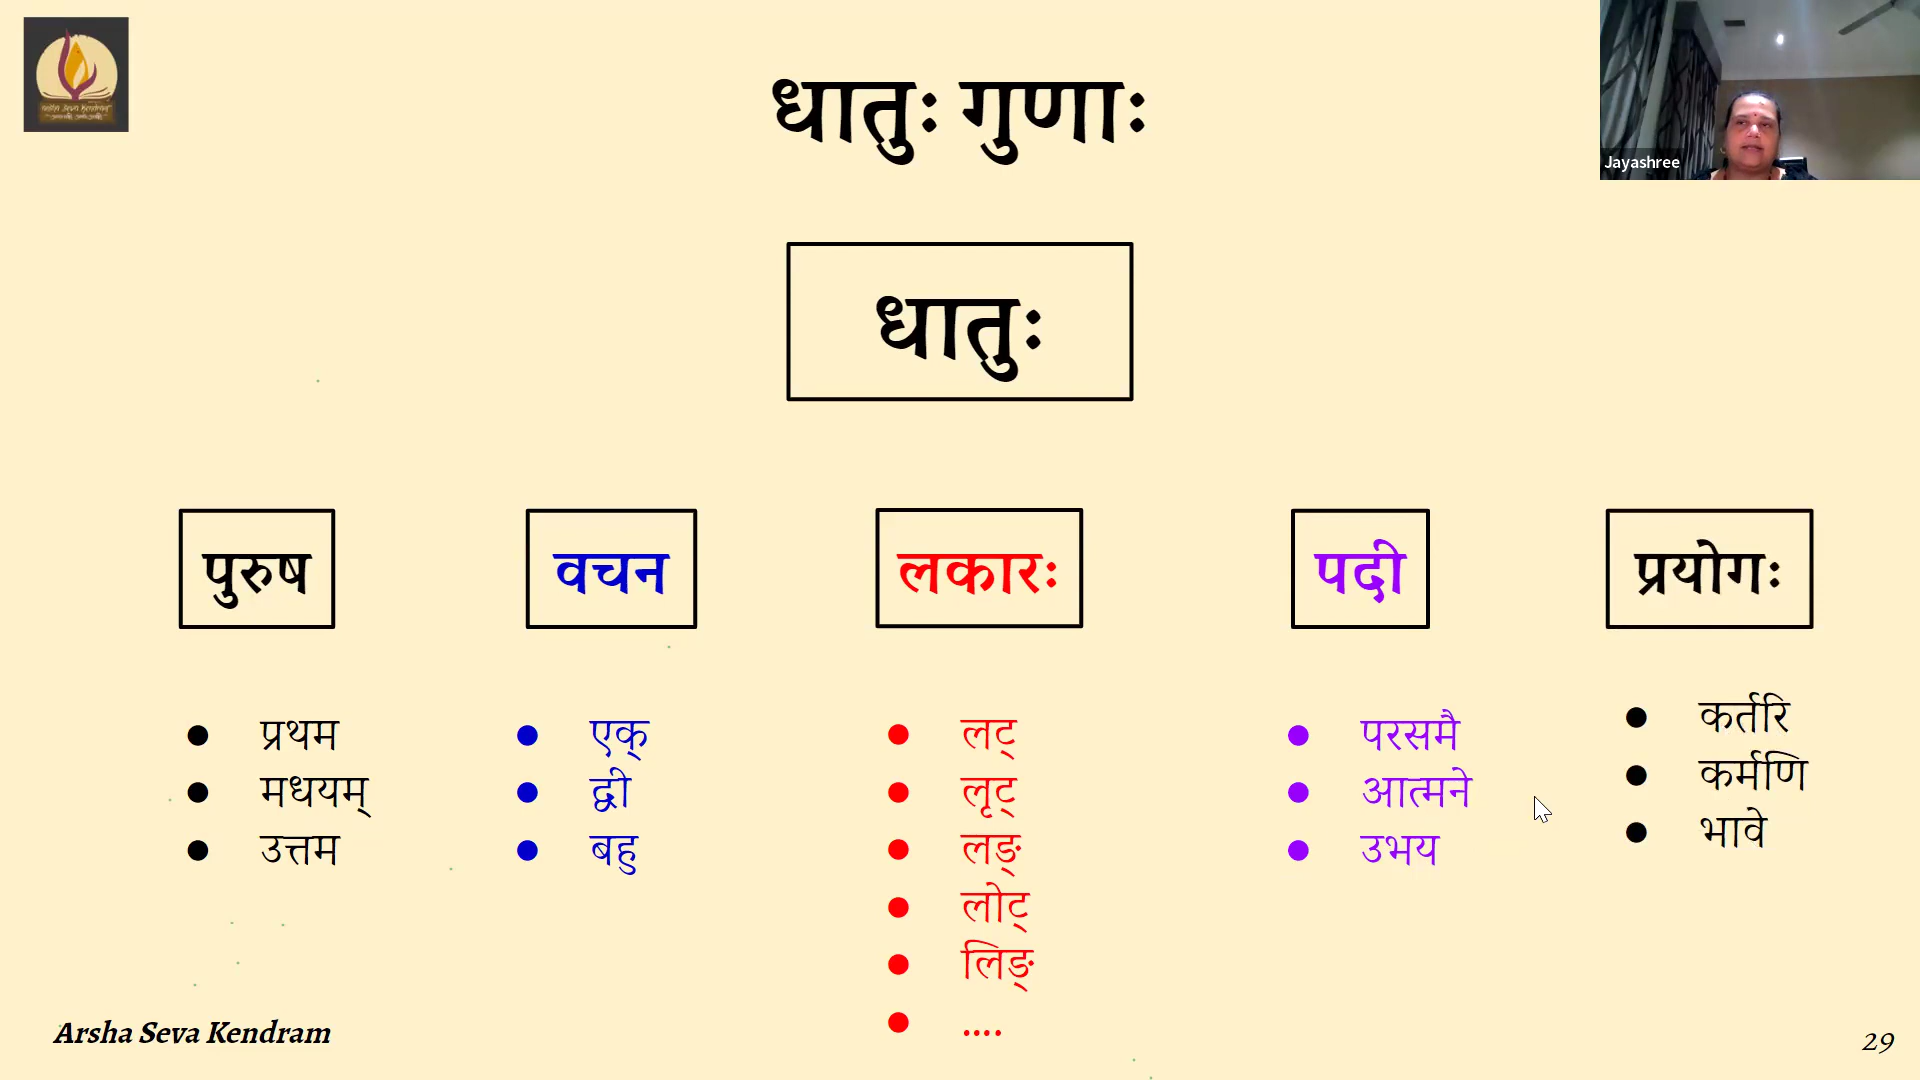 धातुः गुणाः
Jayashree
धातुः
पुरुष
वचन
लकारः
पदी
प्रयोगः
● प्रथम
● मधयम्
● उत्तम
● एक्
● द्वी
● बहु
● लट्
● लृट्
● लङ्
● लोट्
● लिङ्
● ....
● परसमै
● आत्मने
● उभय
● कर्तरि
● कर्मणि
● भावे
Arsha Seva Kendram
29